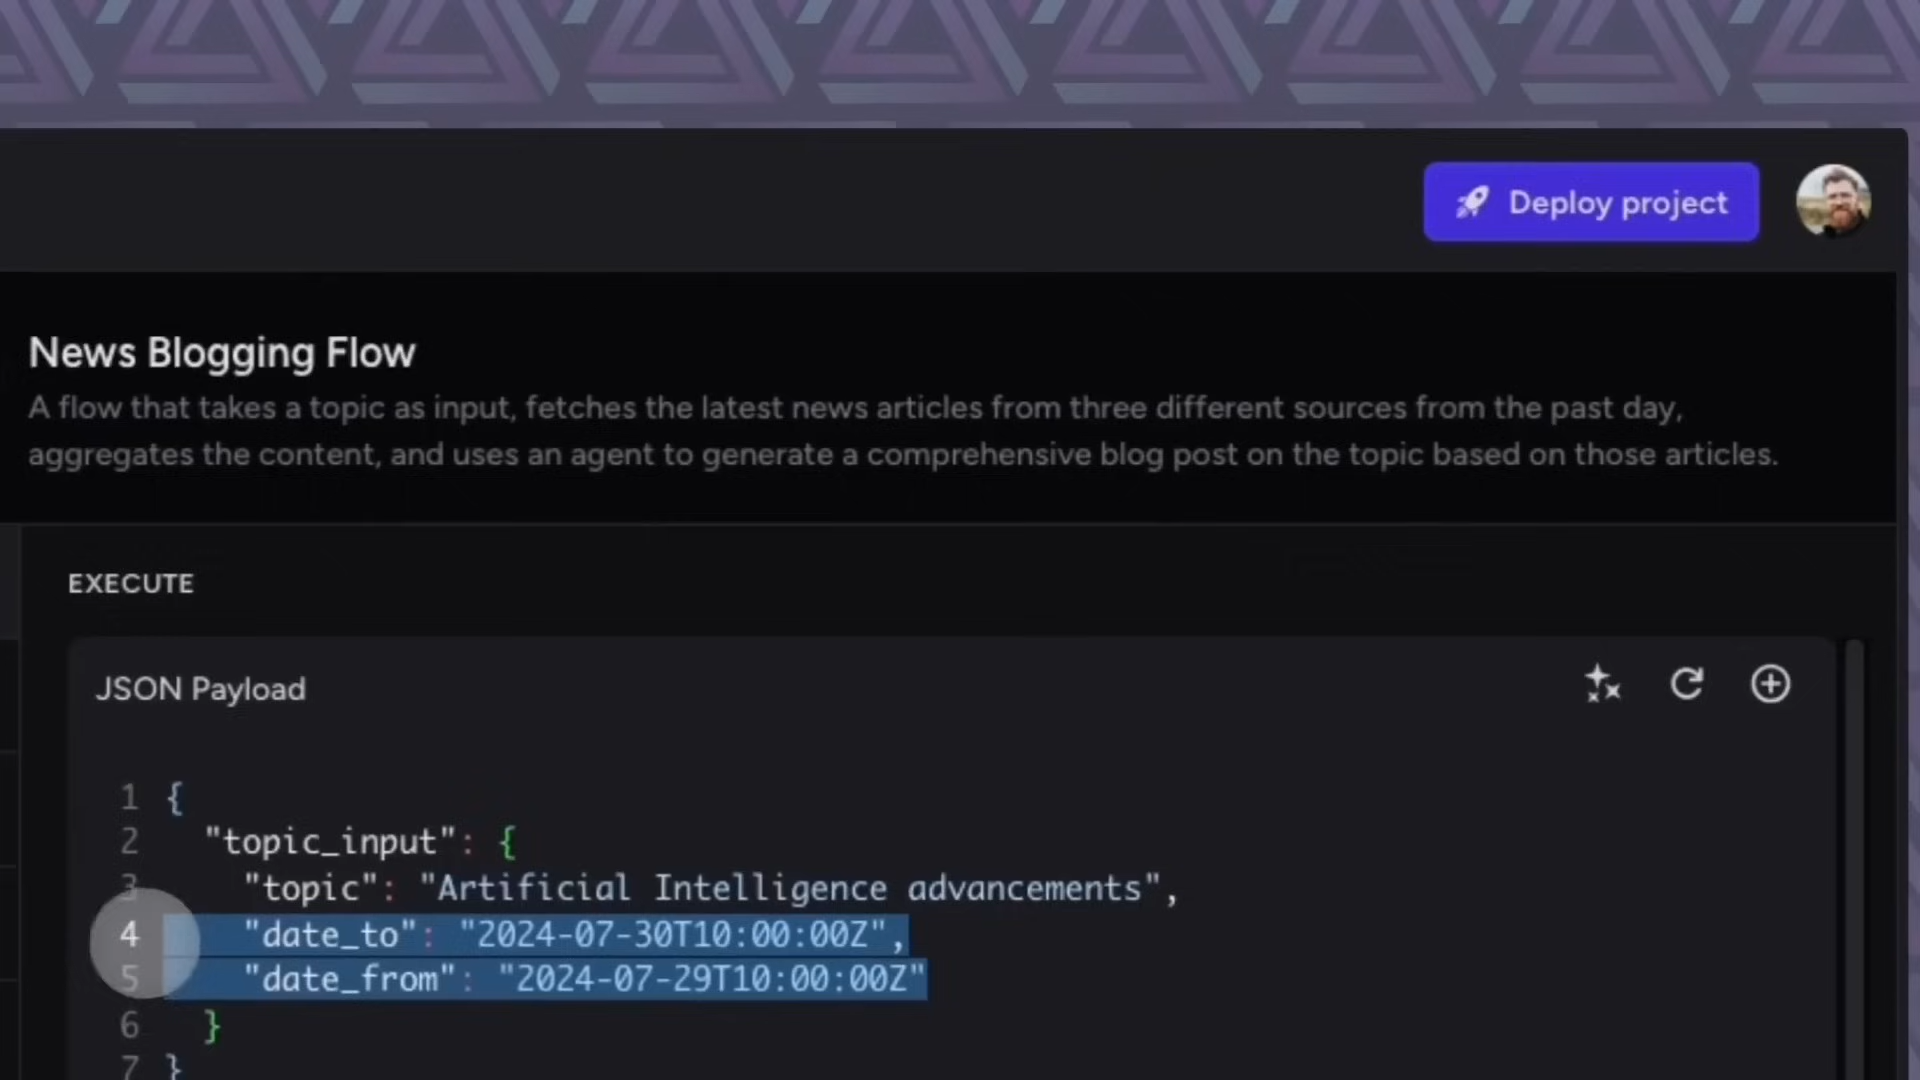 Deploy project
News Blogging Flow
A flow that takes a topic as input, fetches the latest news articles from three different sources from the past day,
aggregates the content, and uses an agent to generate a comprehensive blog post on the topic based on those articles.
EXECUTE
JSON Payload
1 {
2 "topic_input": {
3 "topic": "Artificial Intelligence advancements",
4 "date_to": "2024-07-30T10:00:00Z",
5 "date_from": "2024-07-29T10:00:00Z"
6 }
7 }